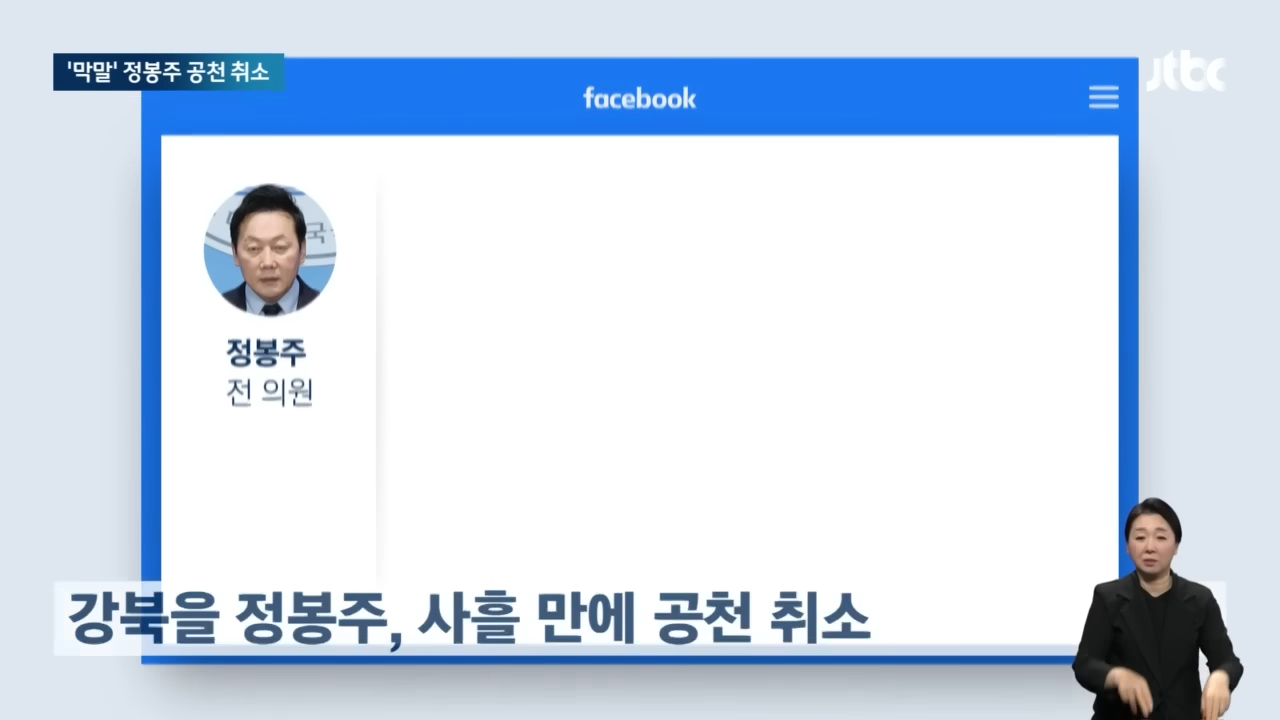 '막말' 정봉주 공천 취소
jtbc
facebook
국
정봉주
전 의원
강북을 정봉주, 사흘 만에 공천 취소